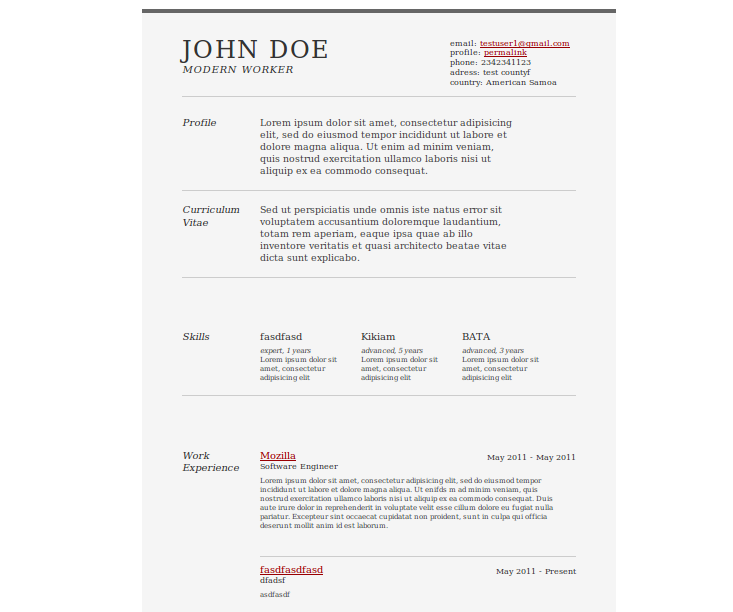 JOHN DOE
MODERN WORKER
email: testuser1@gmail.com
profile: permalink
phone: 2342341123
adress: test countyf
country: American Samoa
Profile
Lorem ipsum dolor sit amet, consectetur adipisicing
elit, sed do eiusmod tempor incididunt ut labore et
dolore magna aliqua. Ut enim ad minim veniam,
quis nostrud exercitation ullamco laboris nisi ut
aliquip ex ea commodo consequat.
Curriculum
Vitae
Sed ut perspiciatis unde omnis iste natus error sit
voluptatem accusantium doloremque laudantium,
totam rem aperiam, eaque ipsa quae ab illo
inventore veritatis et quasi architecto beatae vitae
dicta sunt explicabo.
Skills
fasdfasd
expert, 1 years
Lorem ipsum dolor sit
amet, consectetur
adipisicing elit
Kikiam
advanced, 5 years
Lorem ipsum dolor sit
amet, consectetur
adipisicing elit
BATA
advanced, 3 years
Lorem ipsum dolor sit
amet, consectetur
adipisicing elit
Work
Experience
Mozilla
May 2011 - May 2011
Software Engineer
Lorem ipsum dolor sit amet, consectetur adipisicing elit, sed do eiusmod tempor
incididunt ut labore et dolore magna aliqua. Ut enifds m ad minim veniam, quis
nostrud exercitation ullamco laboris nisi ut aliquip ex ea commodo consequat. Duis
aute irure dolor in reprehenderit in voluptate velit esse cillum dolore eu fugiat nulla
pariatur. Excepteur sint occaecat cupidatat non proident, sunt in culpa qui officia
deserunt mollit anim id est laborum.
fasdfasdfasd
May 2011 - Present
dfadsf
asdfasdf